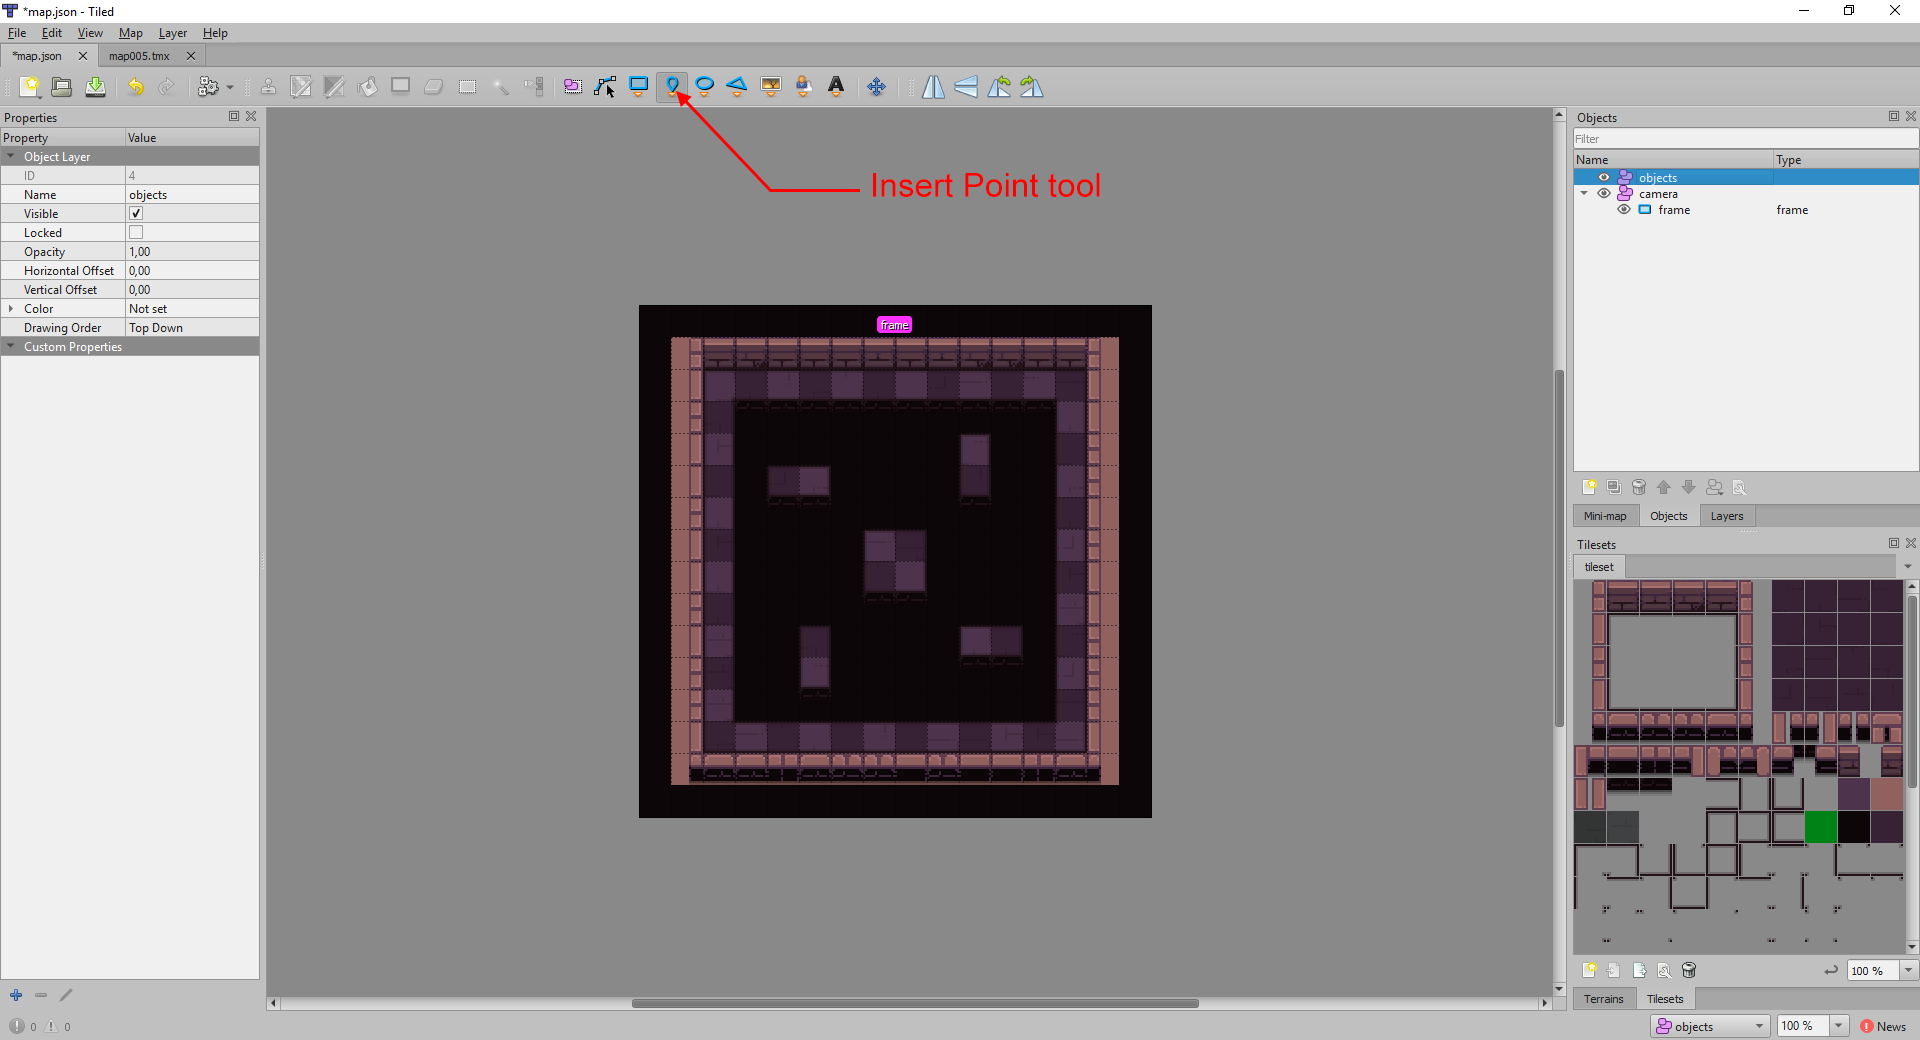 *map.json - Tiled
File Edit View Map Layer Help
*map.json map005.tmx
Insert Point tool
Properties
Property Value
Object Layer
ID 4
Name objects
Visible
Locked
Opacity 1,00
Horizontal Offset 0,00
Vertical Offset 0,00
Color Not set
Drawing Order Top Down
Custom Properties
frame
Objects
Filter
Name Type
objects
camera
frame frame
Mini-map Objects Layers
Tilesets
tileset
100 %
Terrains Tilesets
0 0
objects 100 % News